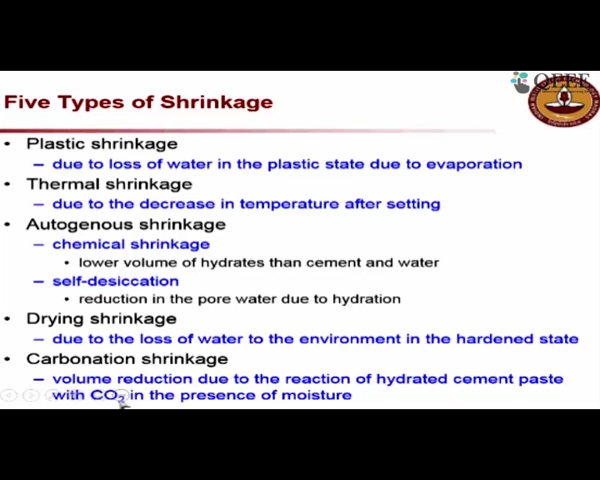 QEEE
Five Types of Shrinkage
• Plastic shrinkage
– due to loss of water in the plastic state due to evaporation
• Thermal shrinkage
– due to the decrease in temperature after setting
• Autogenous shrinkage
– chemical shrinkage
• lower volume of hydrates than cement and water
– self-desiccation
• reduction in the pore water due to hydration
• Drying shrinkage
– due to the loss of water to the environment in the hardened state
• Carbonation shrinkage
– volume reduction due to the reaction of hydrated cement paste
with CO₂ in the presence of moisture